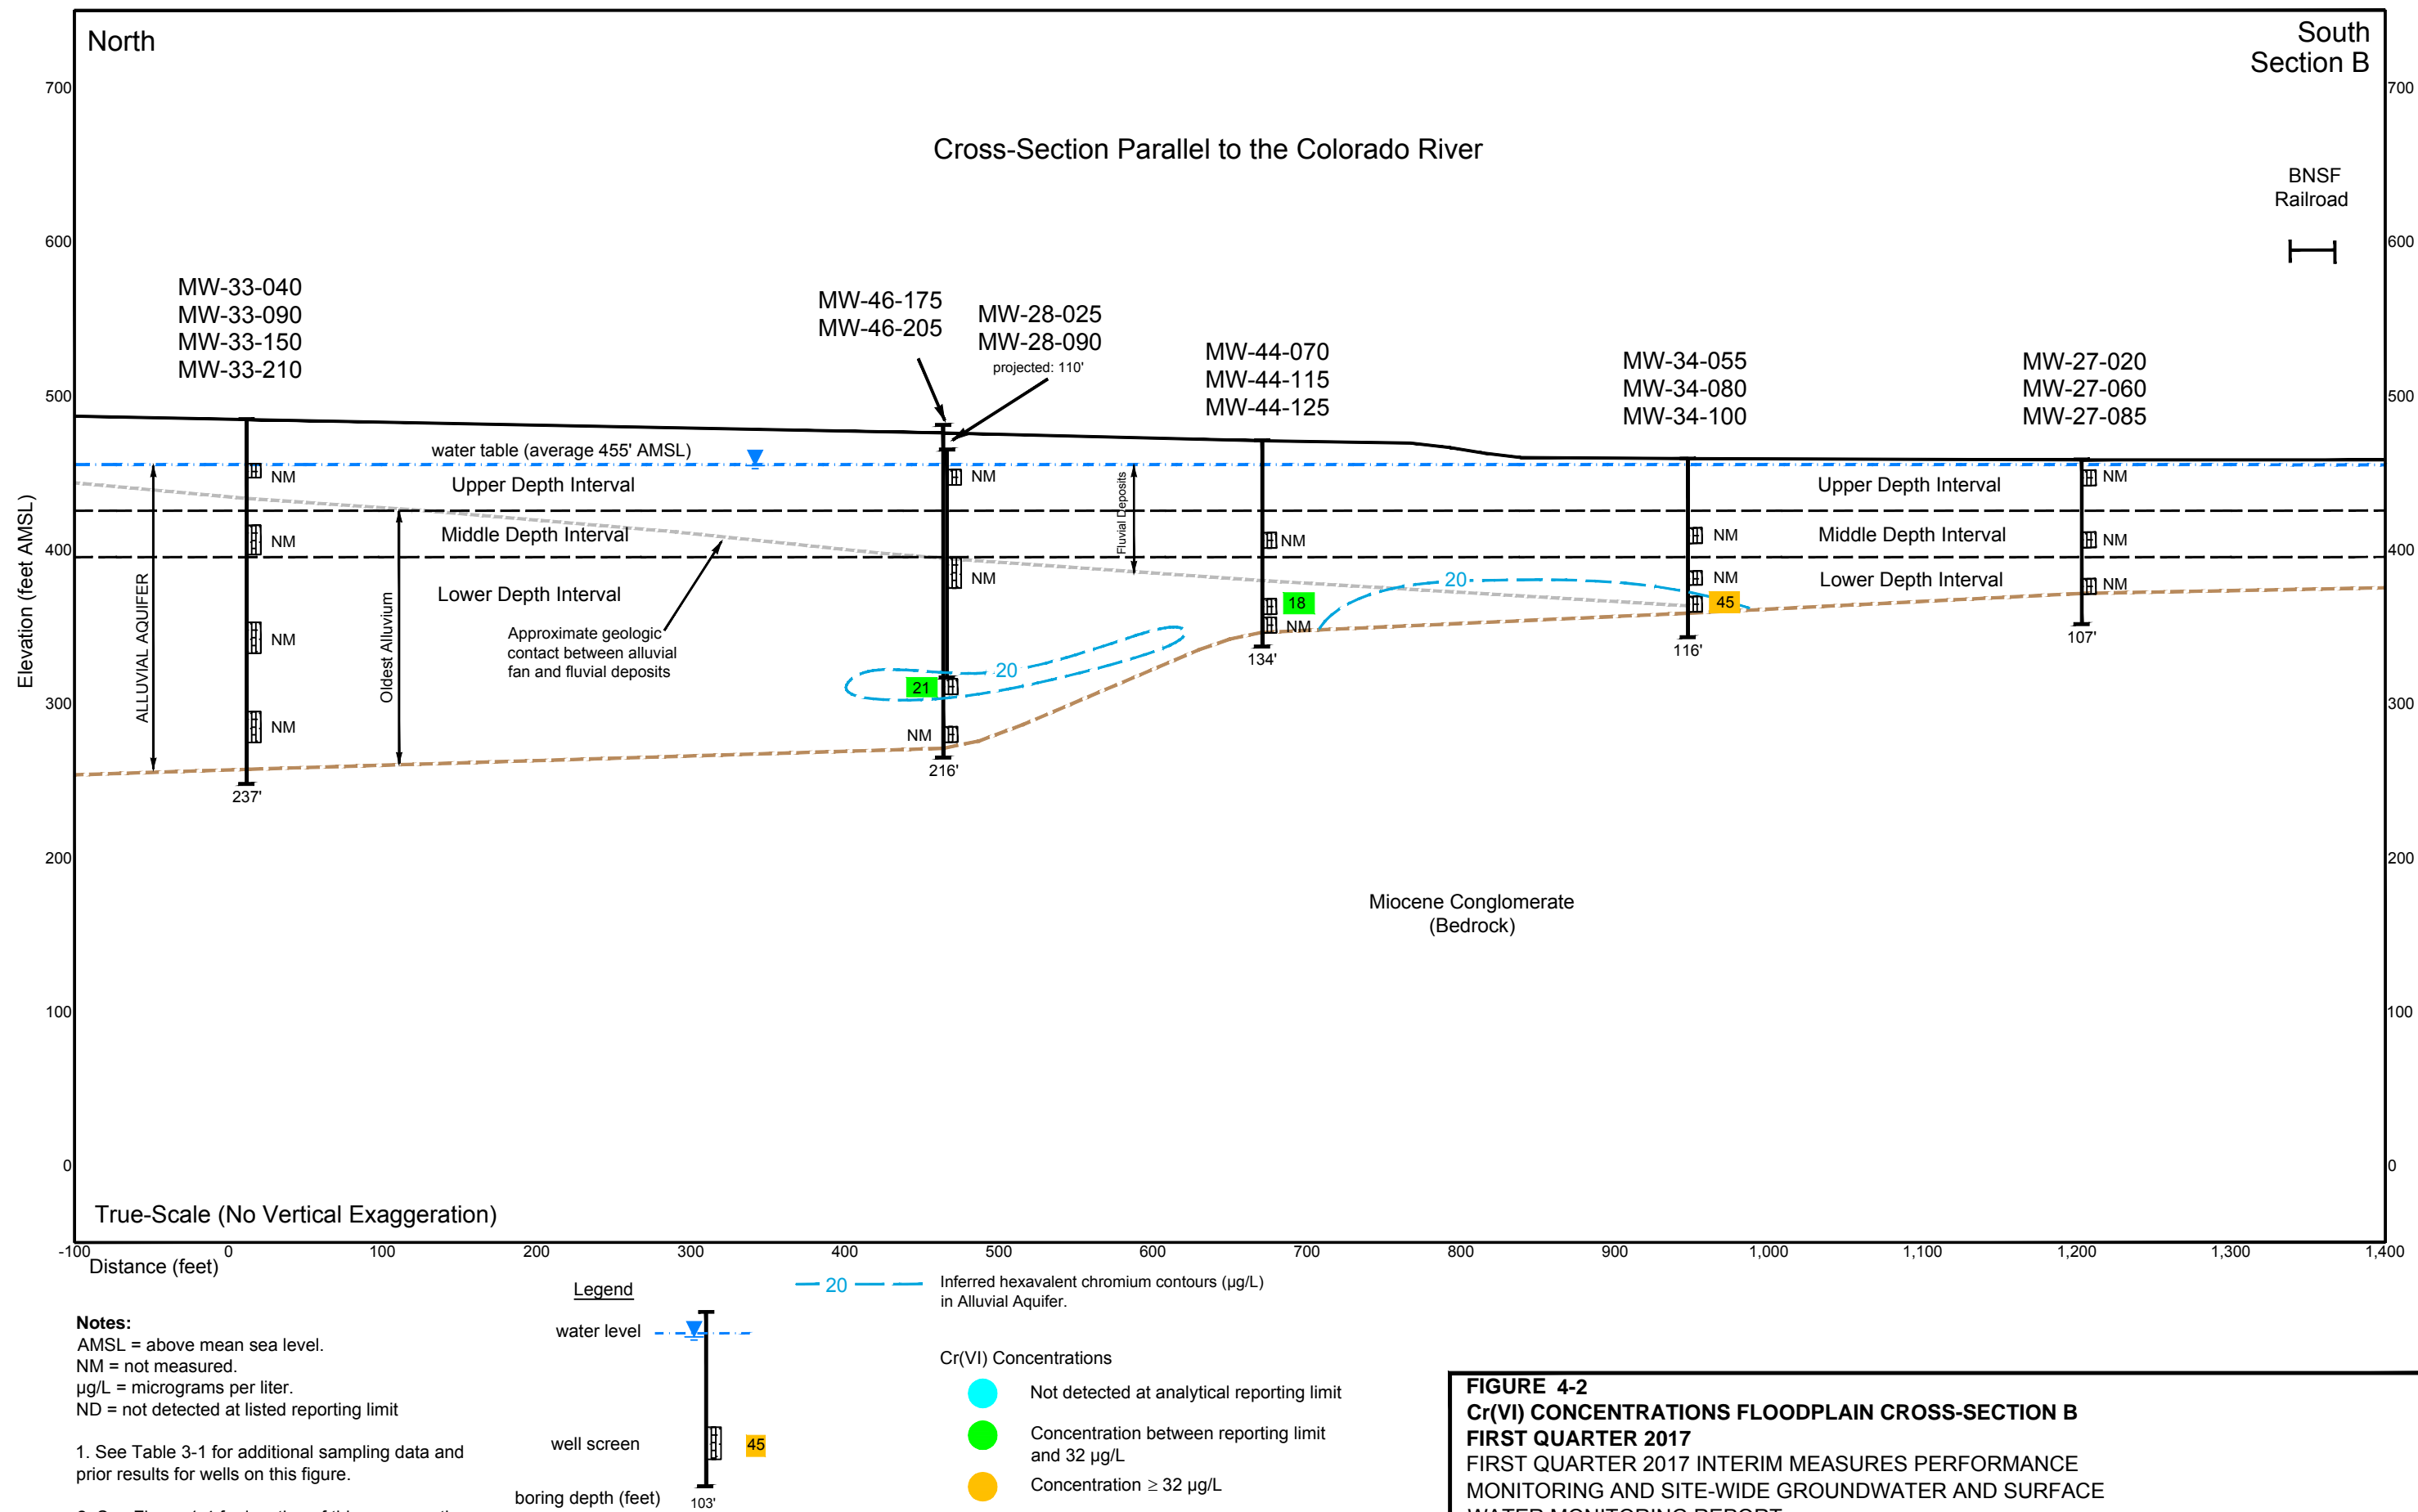 North
South
Section B
Cross-Section Parallel to the Colorado River
BNSF
Railroad
700
600
500
400
300
200
100
0
700
600
500
400
300
200
100
0
Elevation (feet AMSL)
MW-33-040
MW-33-090
MW-33-150
MW-33-210
MW-46-175
MW-46-205
MW-28-025
MW-28-090
projected: 110'
MW-44-070
MW-44-115
MW-44-125
MW-34-055
MW-34-080
MW-34-100
MW-27-020
MW-27-060
MW-27-085
water table (average 455' AMSL)
Upper Depth Interval
Middle Depth Interval
Lower Depth Interval
Upper Depth Interval
Middle Depth Interval
Lower Depth Interval
ALLUVIAL AQUIFER
Oldest Alluvium
Fluvial Deposits
Approximate geologic
contact between alluvial
fan and fluvial deposits
NM
NM
NM
NM
237'
NM
NM
20
21
NM
216'
NM
18
NM
134'
20
NM
NM
45
116'
NM
NM
NM
107'
Miocene Conglomerate
(Bedrock)
True-Scale (No Vertical Exaggeration)
-100 0 100 200 300 400 500 600 700 800 900 1,000 1,100 1,200 1,300 1,400
Distance (feet)
Notes:
AMSL = above mean sea level.
NM = not measured.
µg/L = micrograms per liter.
ND = not detected at listed reporting limit
1. See Table 3-1 for additional sampling data and
prior results for wells on this figure.
Legend
water level
well screen
45
boring depth (feet)
103'
20
Inferred hexavalent chromium contours (µg/L)
in Alluvial Aquifer.
Cr(VI) Concentrations
Not detected at analytical reporting limit
Concentration between reporting limit
and 32 µg/L
Concentration ≥ 32 µg/L
FIGURE 4-2
Cr(VI) CONCENTRATIONS FLOODPLAIN CROSS-SECTION B
FIRST QUARTER 2017
FIRST QUARTER 2017 INTERIM MEASURES PERFORMANCE
MONITORING AND SITE-WIDE GROUNDWATER AND SURFACE
WATER MONITORING REPORT